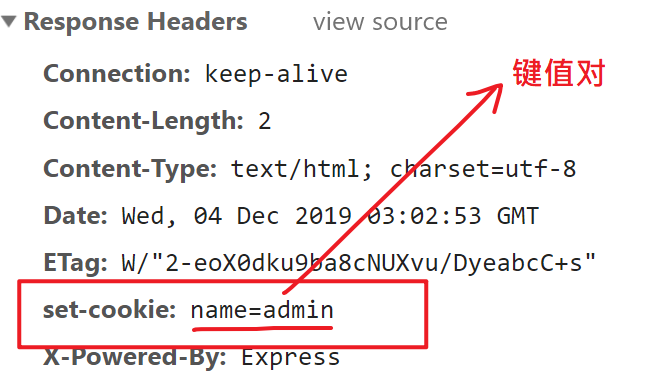 Response Headers view source
键值对
Connection: keep-alive
Content-Length: 2
Content-Type: text/html; charset=utf-8
Date: Wed, 04 Dec 2019 03:02:53 GMT
ETag: W/"2-eoX0dku9ba8cNUXvu/DyeabcC+s"
set-cookie: name=admin
X-Powered-By: Express